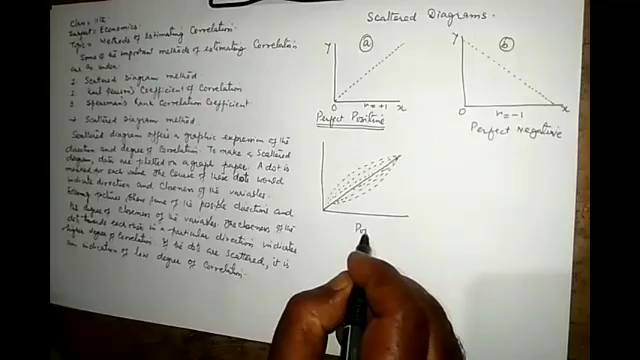 Class = 11th
Subject = Economics.
Topic = Methods of Estimating Correlation.
Some of the important methods of estimating Correlation
are as under
1 Scattered Diagram method
2 Karl Pearson's Coefficient of Correlation
3 Spearman's Rank Correlation Coefficient
→ Scattered Diagram method.
Scattered diagram offers a graphic expression of the
direction and degree of Correlation. To make a Scattered
diagram, data are plotted on a graph paper. A dot is
marked for each value. The course of these dots would
indicate direction and closeness of the variables.
pictures show some of the possible directions and
the degree of closeness of the variables. The closeness of the
dots towards each other in a particular direction indicates
higher degree of Correlation. If the dots are scattered, it is
an indication of low degree of Correlation.
Scattered Diagrams.
Y
a
O
r = +1
X
Perfect Positive
Y
b
O
r = -1
X
Perfect Negative